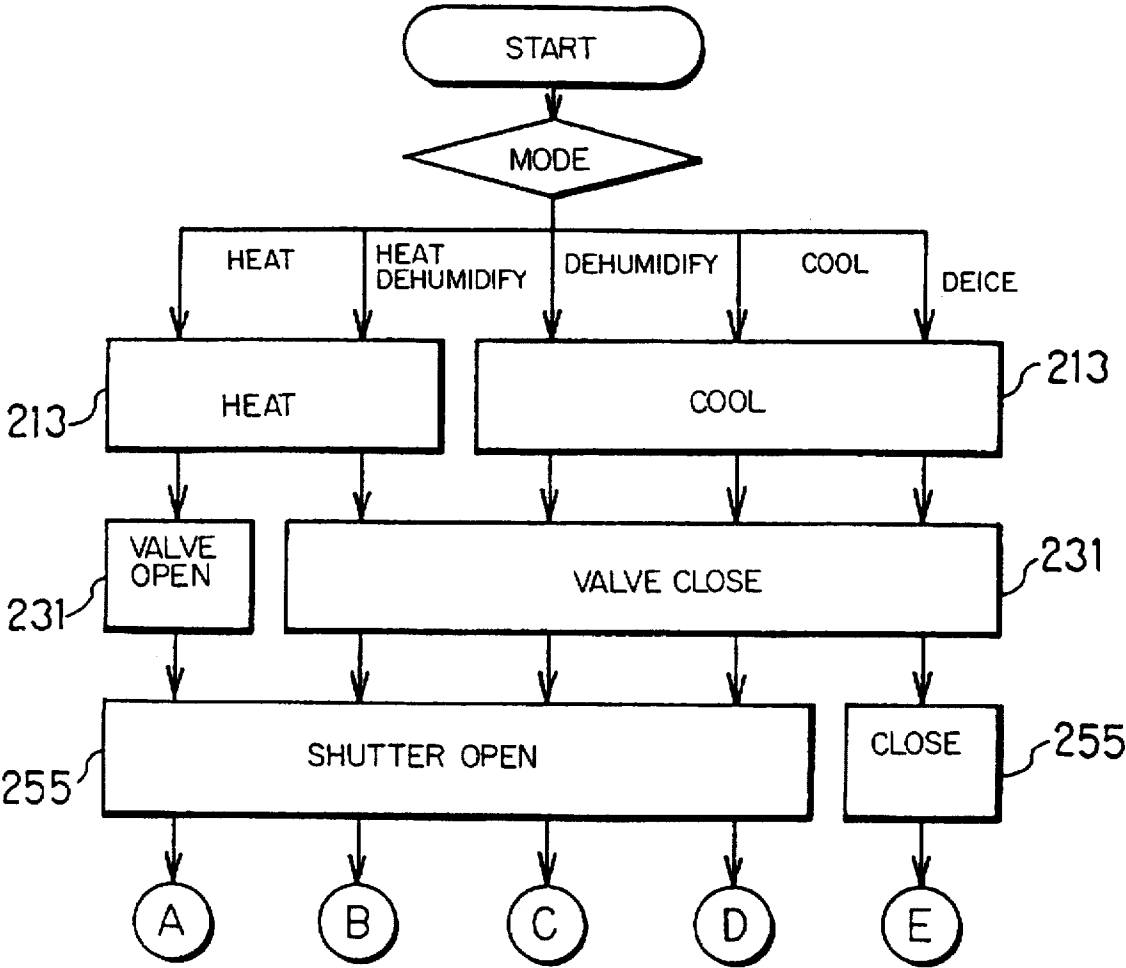 START
MODE
HEAT
HEAT
DEHUMIDIFY
DEHUMIDIFY
COOL
DEICE
213
HEAT
COOL
213
231
VALVE
OPEN
VALVE CLOSE
231
255
SHUTTER OPEN
CLOSE
255
A
B
C
D
E